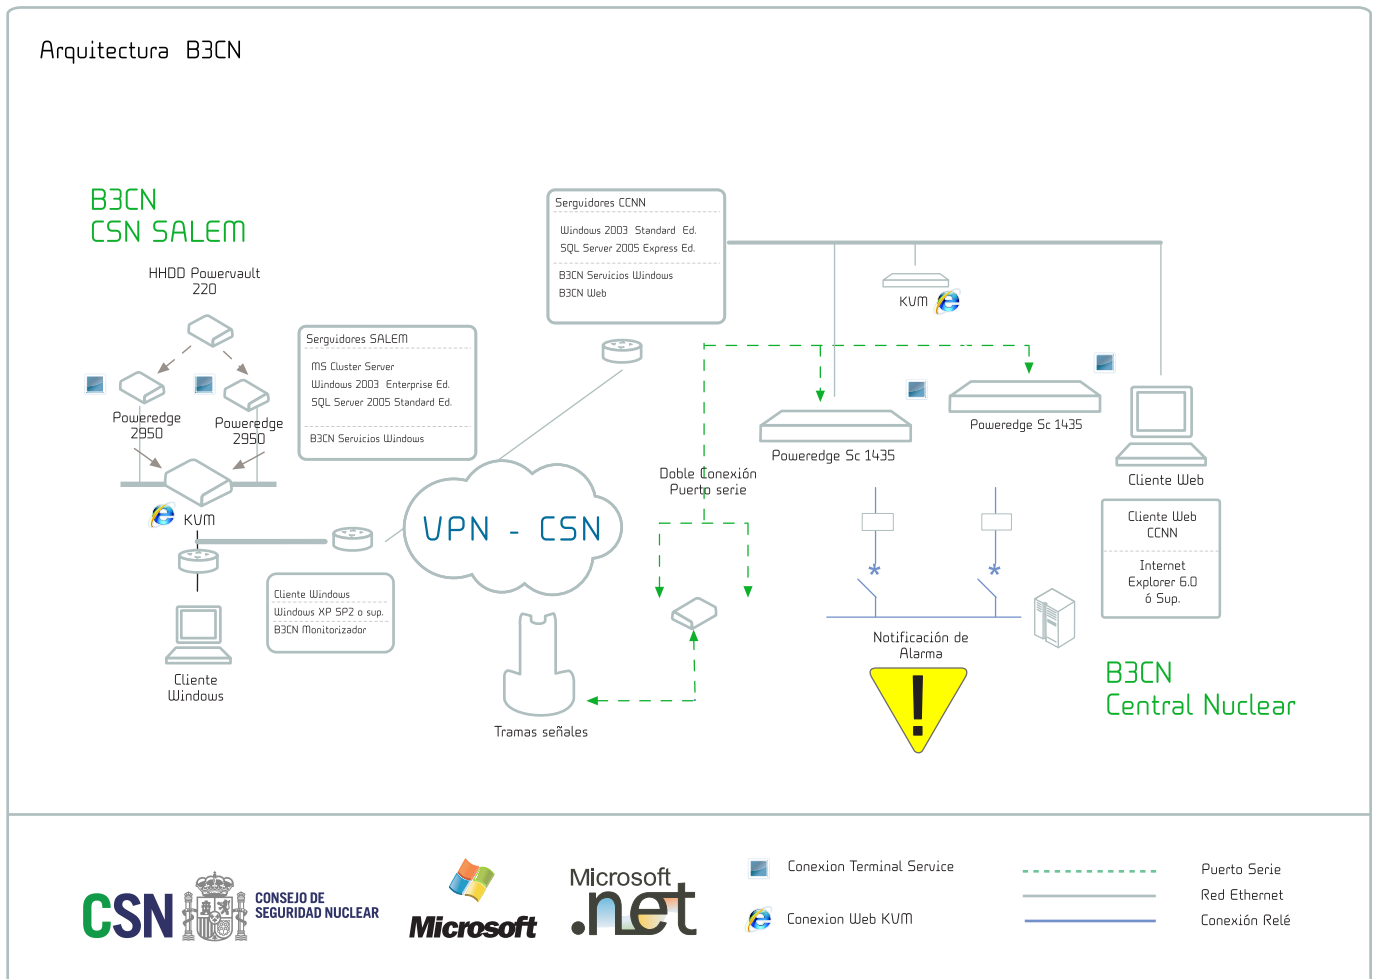 Arquitectura B3CN
B3CN
CSN SALEM
HHDD Powervault
220
Poweredge
2950
Poweredge
2950
KVM
Cliente
Windows
Serguidores SALEM
MS Cluster Server
Windows 2003 Enterprise Ed.
SQL Server 2005 Standard Ed.
B3CN Servicios Windows
Cliente Windows
Windows XP SP2 o sup.
B3CN Monitorizador
VPN - CSN
Serguidores CCNN
Windows 2003 Standard Ed.
SQL Server 2005 Express Ed.
B3CN Servicios Windows
B3CN Web
KVM
Poweredge Sc 1435
Poweredge Sc 1435
Cliente Web
Doble Conexión
Puerto serie
Cliente Web
CCNN
Internet
Explorer 6.0
ó Sup.
Tramas señales
Notificación de
Alarma
!
B3CN
Central Nuclear
CSN
CONSEJO DE
SEGURIDAD NUCLEAR
Microsoft
Microsoft
.net
Conexion Terminal Service
Conexion Web KVM
Puerto Serie
Red Ethernet
Conexión Relé